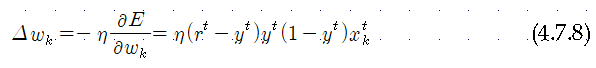 Δw_k = − η ∂E/∂w_k = η(r^t − y^t)y^t(1 − y^t)x_k^t (4.7.8)